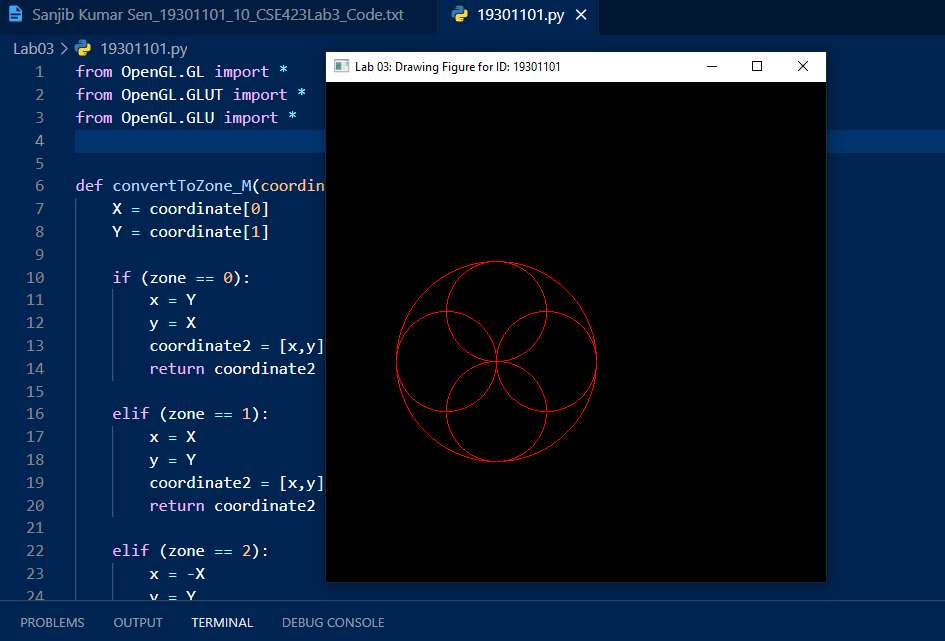 Sanjib Kumar Sen_19301101_10_CSE423Lab3_Code.txt
19301101.py
Lab03 > 19301101.py
Lab 03: Drawing Figure for ID: 19301101
1 from OpenGL.GL import *
2 from OpenGL.GLUT import *
3 from OpenGL.GLU import *
4
5
6 def convertToZone_M(coordin
7 X = coordinate[0]
8 Y = coordinate[1]
9
10 if (zone == 0):
11 x = Y
12 y = X
13 coordinate2 = [x,y]
14 return coordinate2
15
16 elif (zone == 1):
17 x = X
18 y = Y
19 coordinate2 = [x,y]
20 return coordinate2
21
22 elif (zone == 2):
23 x = -X
24 y = Y
PROBLEMS OUTPUT TERMINAL DEBUG CONSOLE